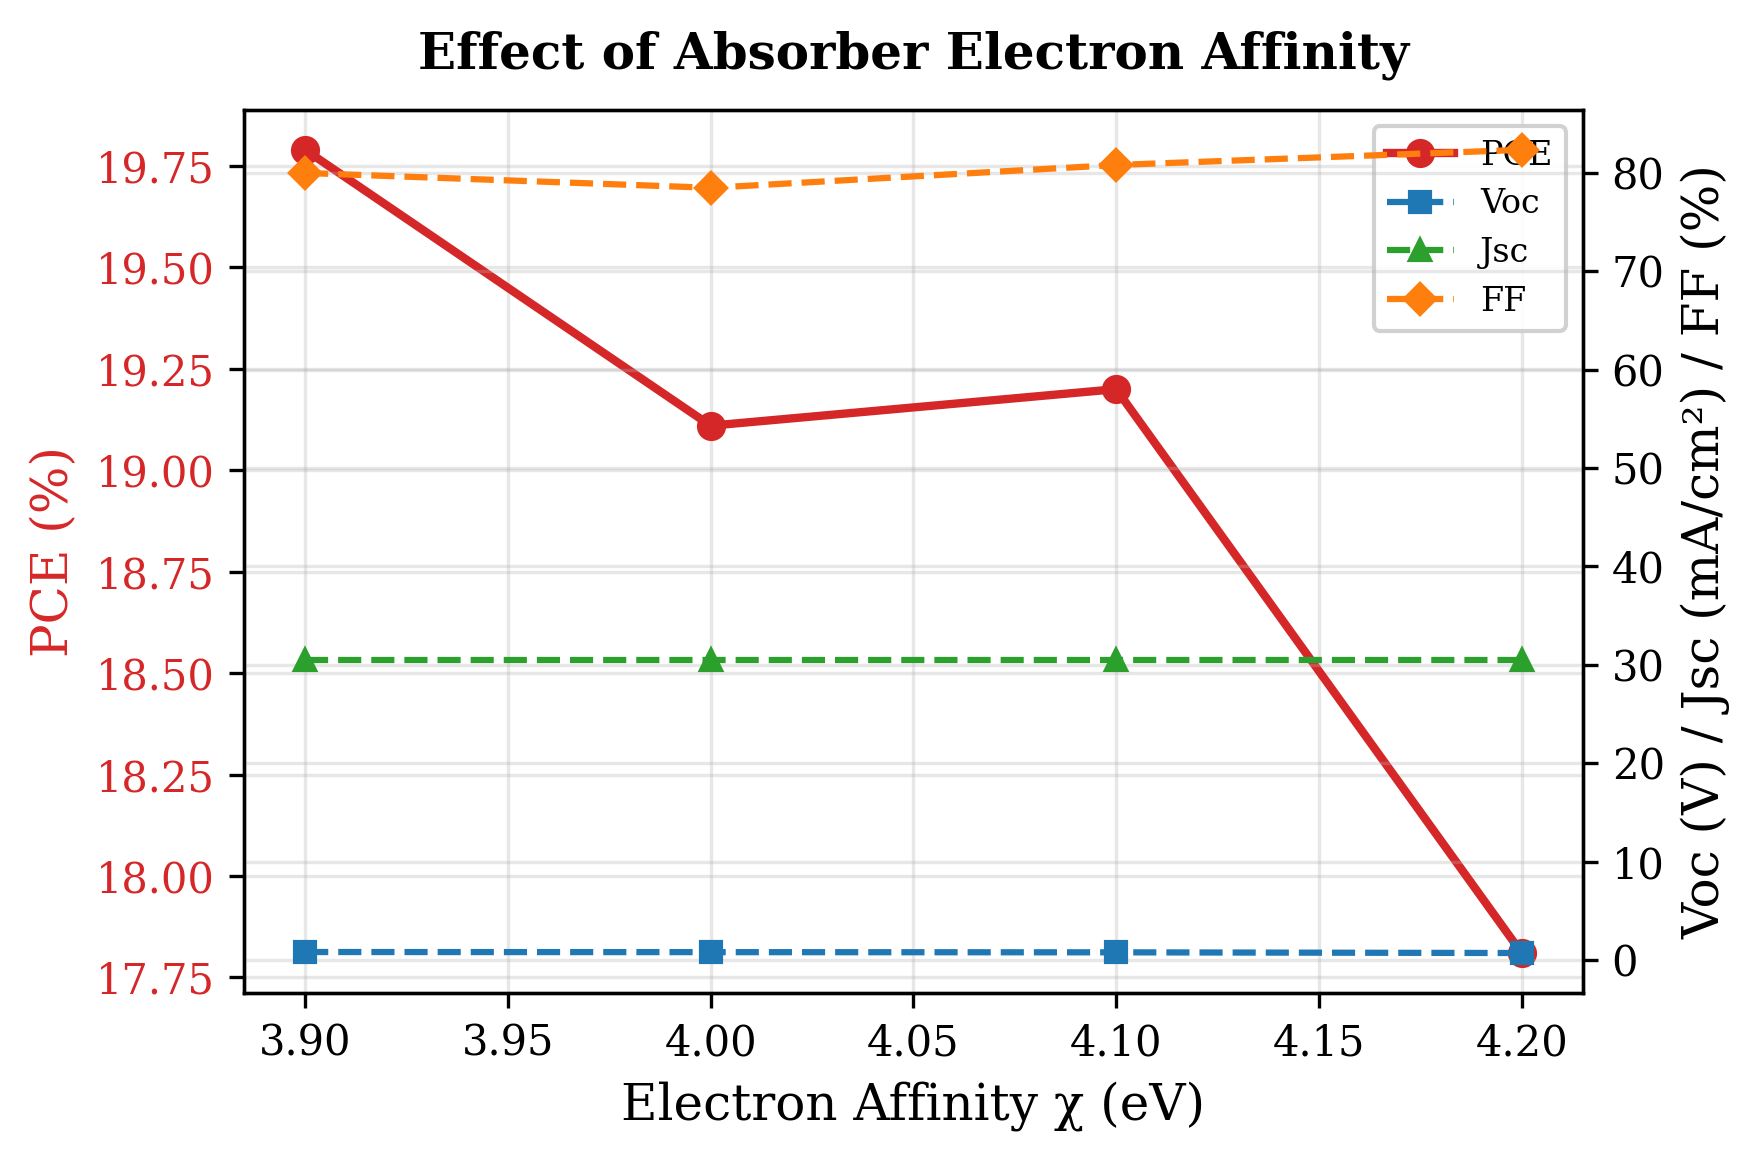 Effect of Absorber Electron Affinity
PCE (%)
19.75
19.50
19.25
19.00
18.75
18.50
18.25
18.00
17.75
PCE
Voc
Jsc
FF
80
70
60
50
40
30
20
10
0
Voc (V) / Jsc (mA/cm²) / FF (%)
3.90 3.95 4.00 4.05 4.10 4.15 4.20
Electron Affinity χ (eV)